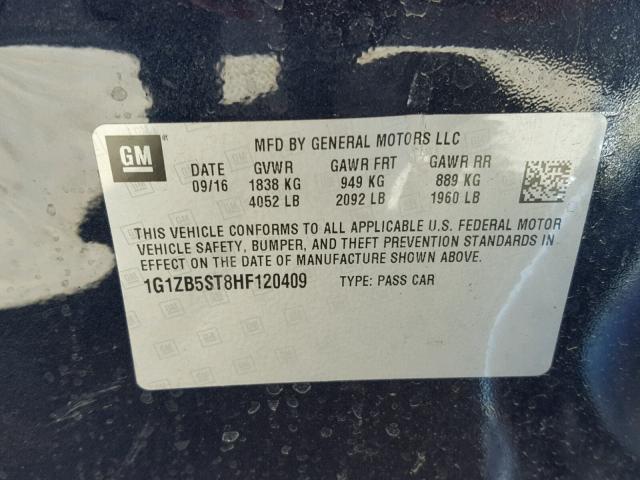 GM
MFD BY GENERAL MOTORS LLC
DATE GVWR GAWR FRT GAWR RR
09/16 1838 KG 949 KG 889 KG
4052 LB 2092 LB 1960 LB
THIS VEHICLE CONFORMS TO ALL APPLICABLE U.S. FEDERAL MOTOR
VEHICLE SAFETY, BUMPER, AND THEFT PREVENTION STANDARDS IN
EFFECT ON THE DATE OF MANUFACTURE SHOWN ABOVE.
1G1ZB5ST8HF120409 TYPE: PASS CAR